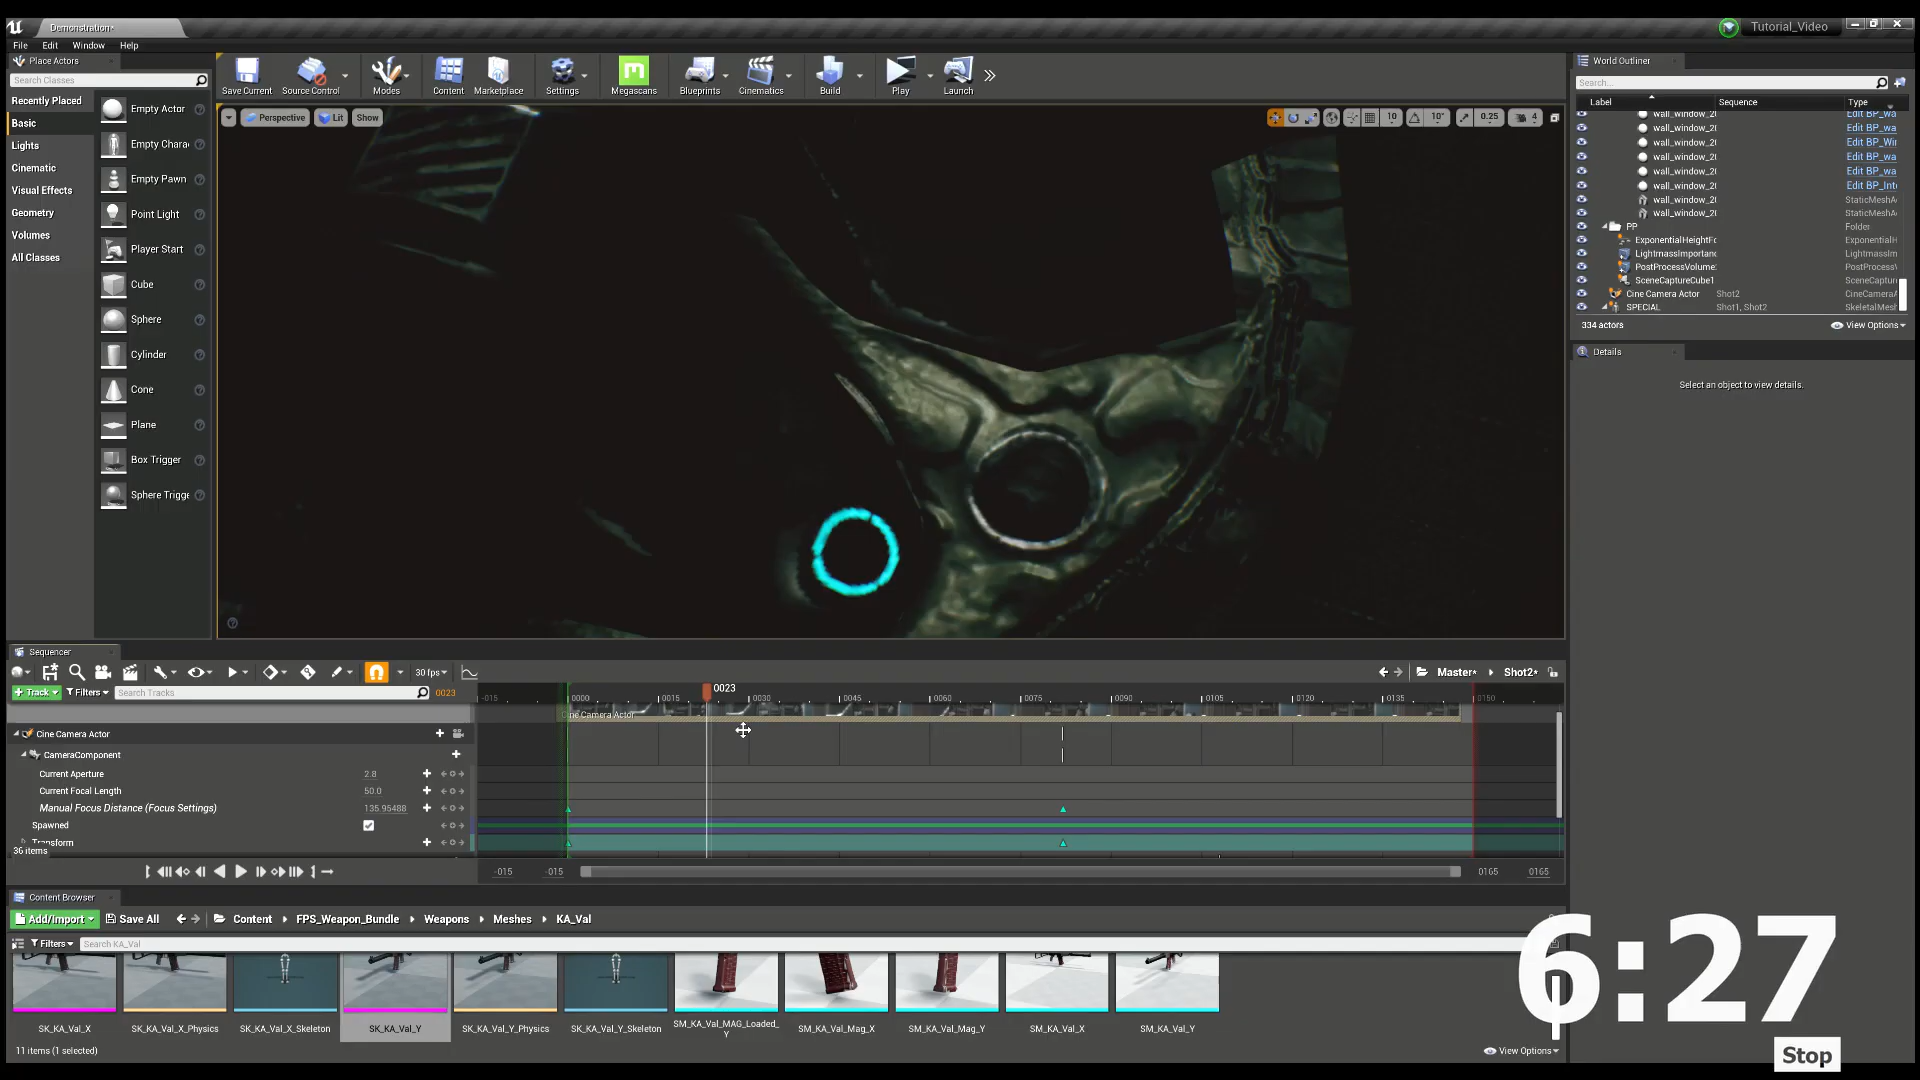 Demonstration*
Tutorial_Video
File Edit Window Help
Place Actors
Search Classes
Recently Placed
Basic
Lights
Cinematic
Visual Effects
Geometry
Volumes
All Classes
Empty Actor
Empty Chara
Empty Pawn
Point Light
Player Start
Cube
Sphere
Cylinder
Cone
Plane
Box Trigger
Sphere Trigge
Save Current
Source Control
Modes
Content
Marketplace
Settings
Megascans
Blueprints
Cinematics
Build
Play
Launch
Perspective
Lit
Show
10
10°
0.25
4
World Outliner
Search...
Label Sequence Type
wall_window_2( Edit BP_wa
wall_window_2( Edit BP_wa
wall_window_2( Edit BP_Wir
wall_window_2( Edit BP_wa
wall_window_2( Edit BP_wa
wall_window_2( Edit BP_Int
wall_window_2( StaticMeshA
wall_window_2( StaticMeshA
PP Folder
ExponentialHeightFo ExponentialH
LightmassImportanc LightmassIm
PostProcessVolume: PostProcessV
SceneCaptureCube1 SceneCaptur
Cine Camera Actor Shot2 CineCameraA
SPECIAL Shot1, Shot2 SkeletalMesh
334 actors
View Options
Details
Select an object to view details.
Sequencer
30 fps
Master*
Shot2*
Track
Filters
Search Tracks
0023
-015 0000 0015 0023 0030 0045 0060 0075 0090 0105 0120 0135 0150
Cine Camera Actor
Cine Camera Actor
CameraComponent
Current Aperture 2.8
Current Focal Length 50.0
Manual Focus Distance (Focus Settings) 135.95488
Spawned
Transform
36 items
-015 -015 0165 0165
Content Browser
Add/Import
Save All
Content
FPS_Weapon_Bundle
Weapons
Meshes
KA_Val
Filters
Search KA_Val
SK_KA_Val_X
SK_KA_Val_X_Physics
SK_KA_Val_X_Skeleton
SK_KA_Val_Y
SK_KA_Val_Y_Physics
SK_KA_Val_Y_Skeleton
SM_KA_Val_MAG_Loaded_
Y
SM_KA_Val_Mag_X
SM_KA_Val_Mag_Y
SM_KA_Val_X
SM_KA_Val_Y
11 items (1 selected)
View Options
6:27
Stop